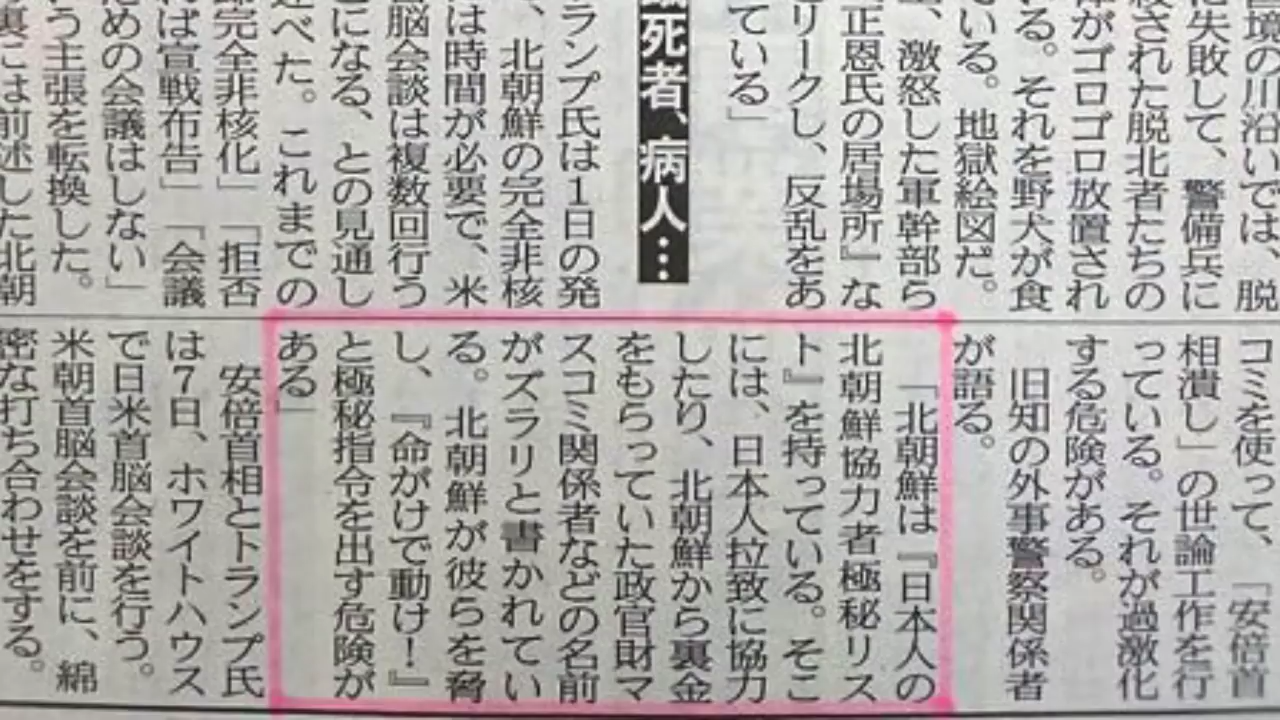 境の川沿いでは、脱
に失敗して、警備兵に
殺された脱北者たちの
がゴロゴロ放置され
る。それを野犬が食
いる。地獄絵図だ。
、激怒した軍幹部ら
正恩氏の居場所』な
リークし、反乱をあ
ている」
死者、病人…
ランプ氏は1日の発
、北朝鮮の完全非核
は時間が必要で、米
脳会談は複数回行う
になる、との見通し
べた。これまでの
完全非核化」「拒否
ば宣戦布告」「会議
めの会議はしない」
う主張を転換した。
裏には前述した北朝
コミを使って、「安倍首
相潰し」の世論工作を行
っている。それが過激化
する危険がある。
旧知の外事警察関係者
が語る。
「北朝鮮は『日本人の
北朝鮮協力者極秘リス
ト』を持っている。そこ
には、日本人拉致に協力
したり、北朝鮮から裏金
をもらっていた政官財マ
スコミ関係者などの名前
がズラリと書かれてい
る。北朝鮮が彼らを脅
し、『命がけで動け!』
と極秘指令を出す危険が
ある」
安倍首相とトランプ氏
は7日、ホワイトハウス
で日米首脳会談を行う。
米朝首脳会談を前に、綿
密な打ち合わせをする。